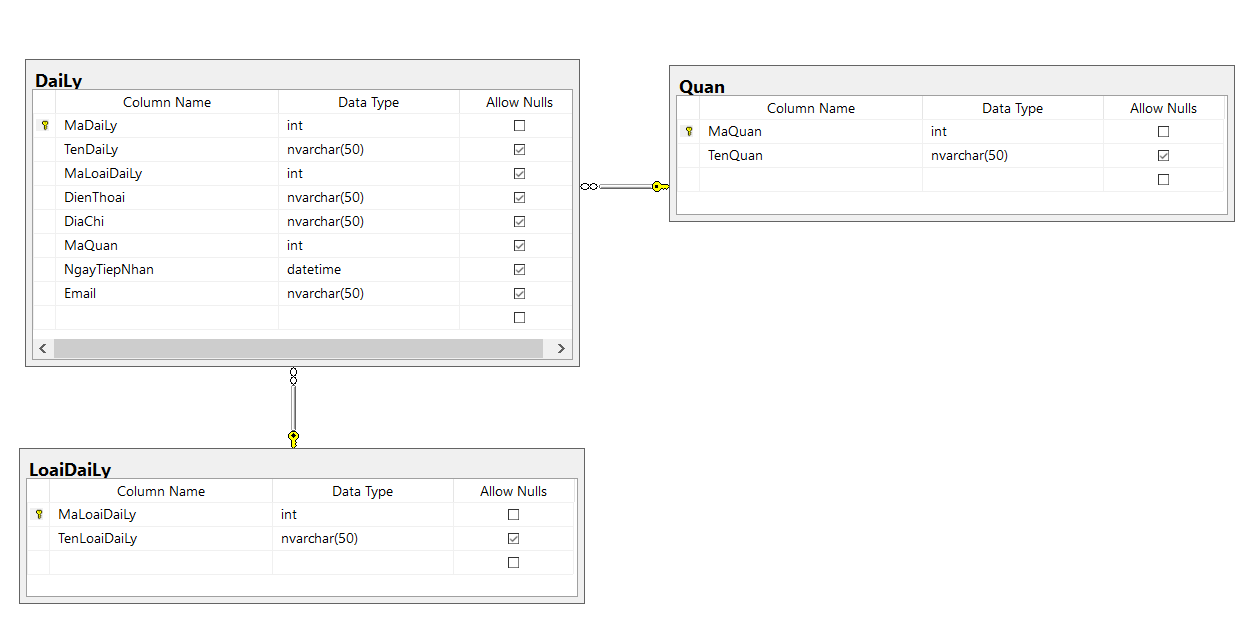 DaiLy
Column Name Data Type Allow Nulls
MaDaiLy int
TenDaiLy nvarchar(50)
MaLoaiDaiLy int
DienThoai nvarchar(50)
DiaChi nvarchar(50)
MaQuan int
NgayTiepNhan datetime
Email nvarchar(50)
Quan
Column Name Data Type Allow Nulls
MaQuan int
TenQuan nvarchar(50)
LoaiDaiLy
Column Name Data Type Allow Nulls
MaLoaiDaiLy int
TenLoaiDaiLy nvarchar(50)